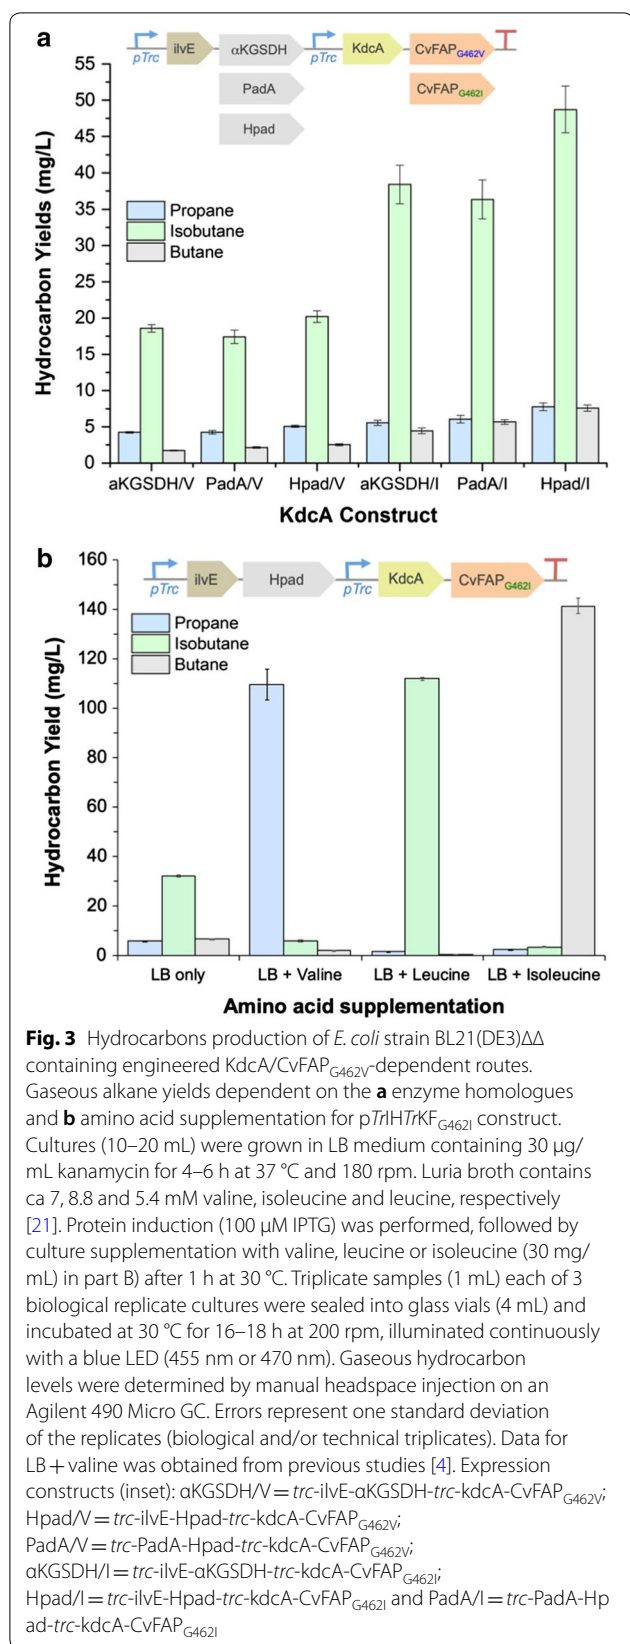 a
pTrc
ilvE
αKGSDH
pTrc
KdcA
CvFAPG462V
PadA
CvFAPG462I
Hpad
55
50
45
40
35
30
25
20
15
10
5
0
Hydrocarbon Yields (mg/L)
Propane
Isobutane
Butane
aKGSDH/V PadA/V Hpad/V aKGSDH/I PadA/I Hpad/I
KdcA Construct
b
160
140
120
100
80
60
40
20
0
Hydrocarbon Yield (mg/L)
pTrc
ilvE
Hpad
pTrc
KdcA
CvFAPG462I
Propane
Isobutane
Butane
LB only LB + Valine LB + Leucine LB + Isoleucine
Amino acid supplementation
Fig. 3 Hydrocarbons production of E. coli strain BL21(DE3)ΔΔ
containing engineered KdcA/CvFAPG462V-dependent routes.
Gaseous alkane yields dependent on the a enzyme homologues
and b amino acid supplementation for pTrIHTrKFG462I construct.
Cultures (10–20 mL) were grown in LB medium containing 30 μg/
mL kanamycin for 4–6 h at 37 °C and 180 rpm. Luria broth contains
ca 7, 8.8 and 5.4 mM valine, isoleucine and leucine, respectively
[21]. Protein induction (100 μM IPTG) was performed, followed by
culture supplementation with valine, leucine or isoleucine (30 mg/
mL) in part B) after 1 h at 30 °C. Triplicate samples (1 mL) each of 3
biological replicate cultures were sealed into glass vials (4 mL) and
incubated at 30 °C for 16–18 h at 200 rpm, illuminated continuously
with a blue LED (455 nm or 470 nm). Gaseous hydrocarbon
levels were determined by manual headspace injection on an
Agilent 490 Micro GC. Errors represent one standard deviation
of the replicates (biological and/or technical triplicates). Data for
LB + valine was obtained from previous studies [4]. Expression
constructs (inset): αKGSDH/V = trc-ilvE-αKGSDH-trc-kdcA-CvFAPG462V;
Hpad/V = trc-ilvE-Hpad-trc-kdcA-CvFAPG462V;
PadA/V = trc-PadA-Hpad-trc-kdcA-CvFAPG462V;
αKGSDH/I = trc-ilvE-αKGSDH-trc-kdcA-CvFAPG462I;
Hpad/I = trc-ilvE-Hpad-trc-kdcA-CvFAPG462I and PadA/I = trc-PadA-Hp
ad-trc-kdcA-CvFAPG462I